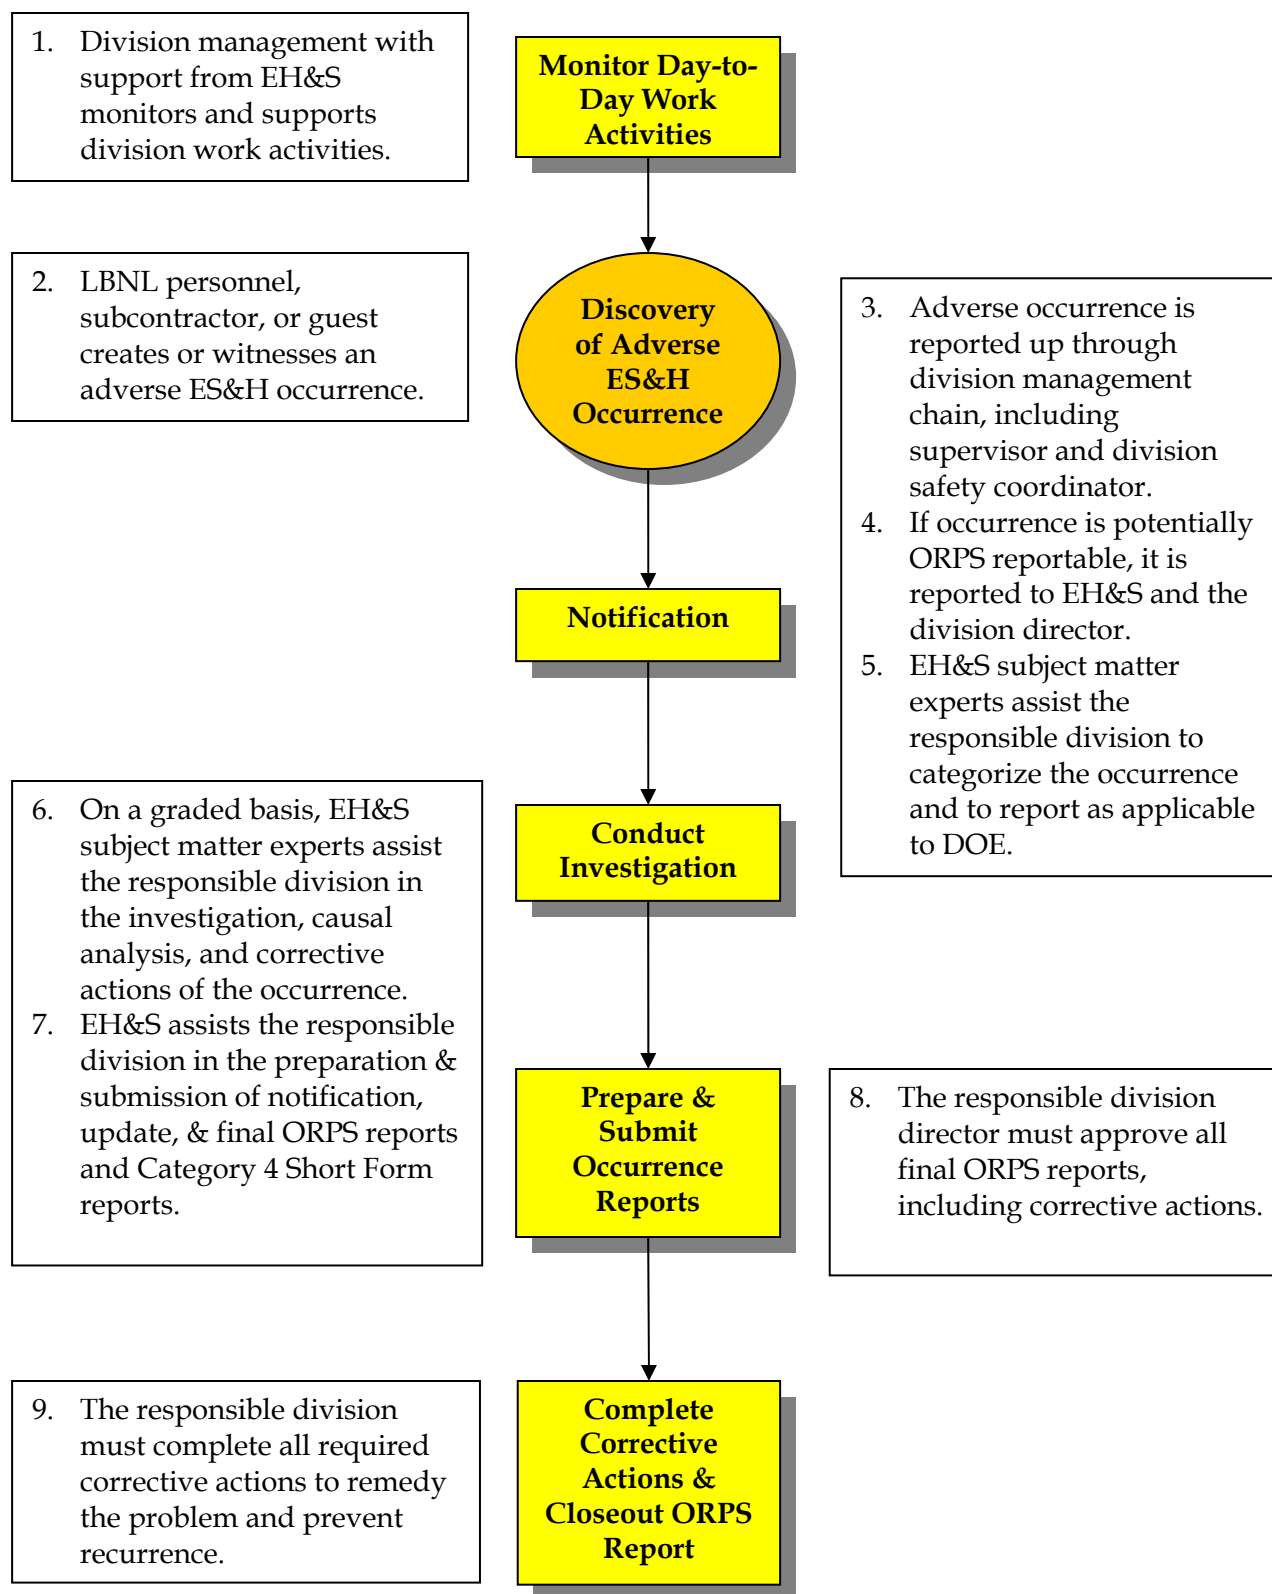 1. Division management with
support from EH&S
monitors and supports
division work activities.
Monitor Day-to-
Day Work
Activities
2. LBNL personnel,
subcontractor, or guest
creates or witnesses an
adverse ES&H occurrence.
Discovery
of Adverse
ES&H
Occurrence
3. Adverse occurrence is
reported up through
division management
chain, including
supervisor and division
safety coordinator.
4. If occurrence is potentially
ORPS reportable, it is
reported to EH&S and the
division director.
5. EH&S subject matter
experts assist the
responsible division to
categorize the occurrence
and to report as applicable
to DOE.
Notification
6. On a graded basis, EH&S
subject matter experts assist
the responsible division in
the investigation, causal
analysis, and corrective
actions of the occurrence.
7. EH&S assists the responsible
division in the preparation &
submission of notification,
update, & final ORPS reports
and Category 4 Short Form
reports.
Conduct
Investigation
Prepare &
Submit
Occurrence
Reports
8. The responsible division
director must approve all
final ORPS reports,
including corrective actions.
9. The responsible division
must complete all required
corrective actions to remedy
the problem and prevent
recurrence.
Complete
Corrective
Actions &
Closeout ORPS
Report